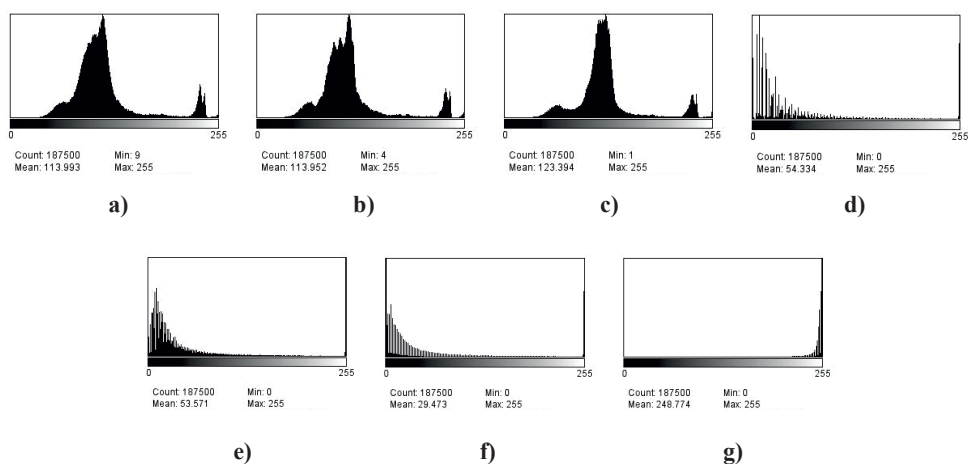 0 255
Count: 187500 Min: 9
Mean: 113.993 Max: 255
a)
0 255
Count: 187500 Min: 4
Mean: 113.952 Max: 255
b)
0 255
Count: 187500 Min: 1
Mean: 123.394 Max: 255
c)
0 255
Count: 187500 Min: 0
Mean: 54.334 Max: 255
d)
0 255
Count: 187500 Min: 0
Mean: 53.571 Max: 255
e)
0 255
Count: 187500 Min: 0
Mean: 29.473 Max: 255
f)
0 255
Count: 187500 Min: 0
Mean: 248.774 Max: 255
g)